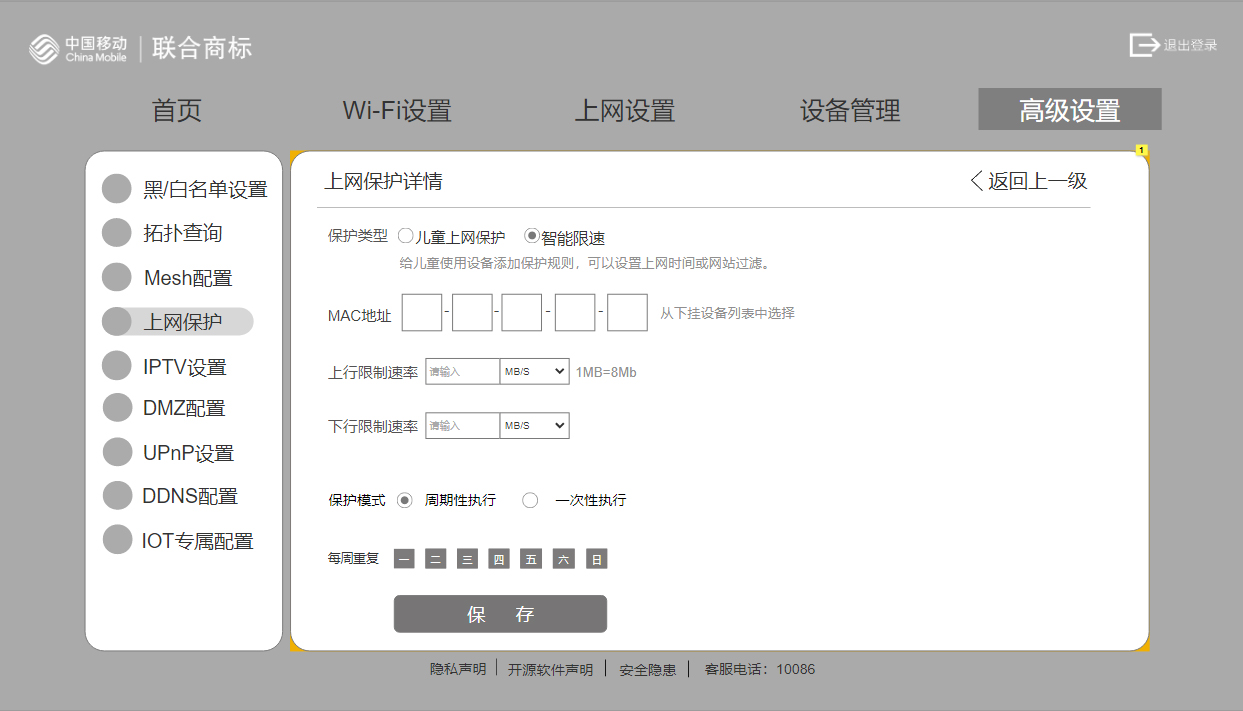 中国移动 China Mobile | 联合商标
退出登录
首页 Wi-Fi设置 上网设置 设备管理 高级设置
黑/白名单设置
拓扑查询
Mesh配置
上网保护
IPTV设置
DMZ配置
UPnP设置
DDNS配置
IOT专属配置
1
上网保护详情 返回上一级
保护类型 儿童上网保护 智能限速
给儿童使用设备添加保护规则，可以设置上网时间或网站过滤。
MAC地址 - - - - 从下挂设备列表中选择
上行限制速率 请输入 MB/S 1MB=8Mb
下行限制速率 请输入 MB/S
保护模式 周期性执行 一次性执行
每周重复 一 二 三 四 五 六 日
保 存
隐私声明 | 开源软件声明 | 安全隐患 | 客服电话：10086